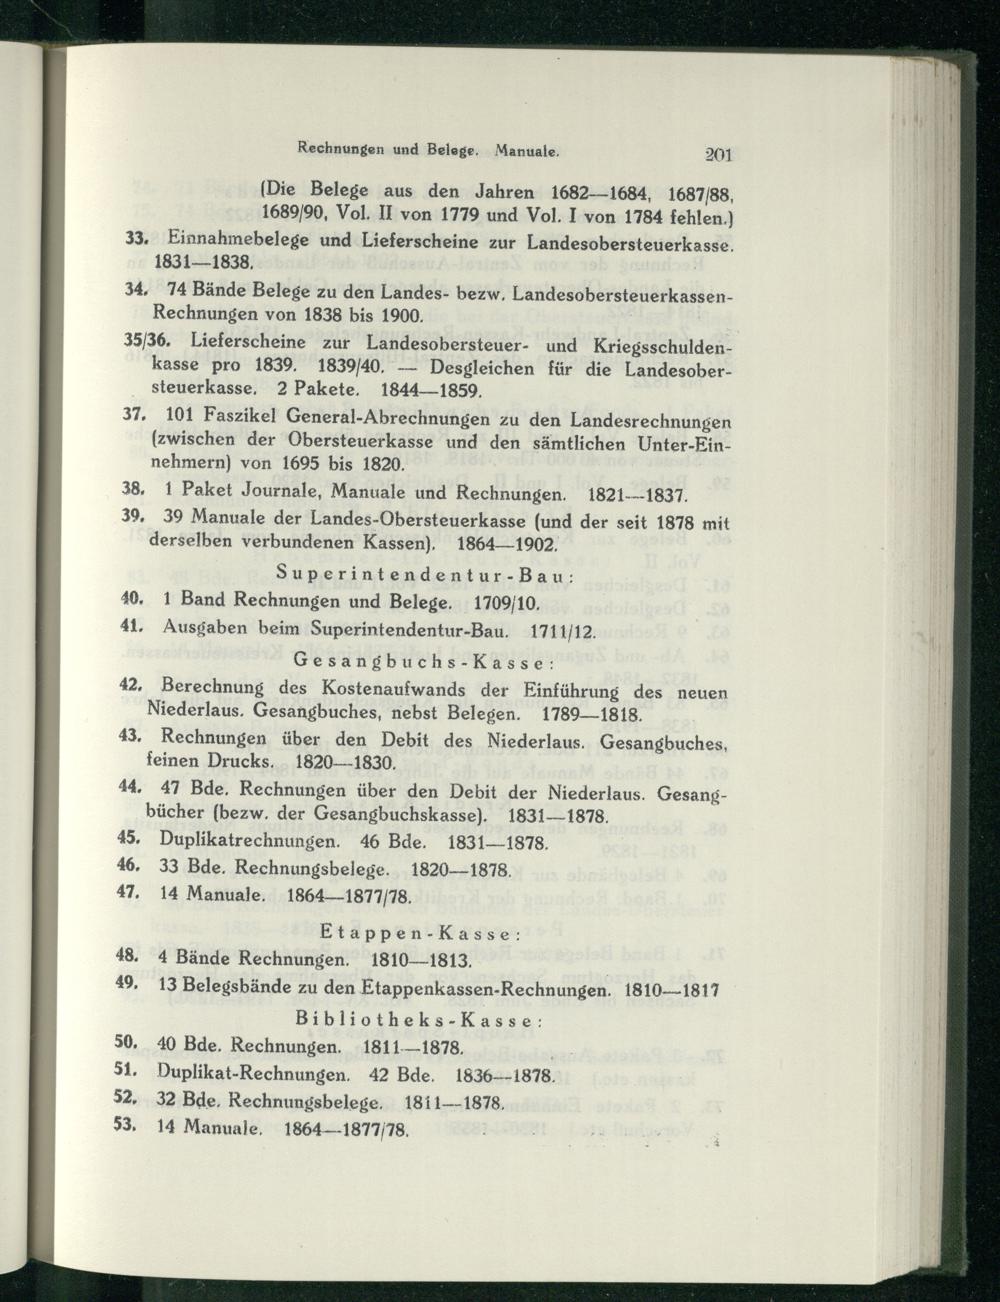 Rechnungen und Belege. Manuale. 201
(Die Belege aus den Jahren 1682—1684, 1687/88,
1689/90, Vol. II von 1779 und Vol. I von 1784 fehlen.)
33. Einnahmebelege und Lieferscheine zur Landesobersteuerkasse.
1831—1838.
34. 74 Bände Belege zu den Landes- bezw. Landesobersteuerkassen-
Rechnungen von 1838 bis 1900.
35/36. Lieferscheine zur Landesobersteuer- und Kriegsschulden-
kasse pro 1839. 1839/40. — Desgleichen für die Landesober-
steuerkasse. 2 Pakete. 1844—1859.
37. 101 Faszikel General-Abrechnungen zu den Landesrechnungen
(zwischen der Obersteuerkasse und den sämtlichen Unter-Ein-
nehmern) von 1695 bis 1820.
38. 1 Paket Journale, Manuale und Rechnungen. 1821—1837.
39. 39 Manuale der Landes-Obersteuerkasse (und der seit 1878 mit
derselben verbundenen Kassen). 1864—1902.
Superintendentur-Bau:
40. 1 Band Rechnungen und Belege. 1709/10.
41. Ausgaben beim Superintendentur-Bau. 1711/12.
Gesangbuchs-Kasse:
42. Berechnung des Kostenaufwands der Einführung des neuen
Niederlaus. Gesangbuches, nebst Belegen. 1789—1818.
43. Rechnungen über den Debit des Niederlaus. Gesangbuches,
feinen Drucks. 1820—1830.
44. 47 Bde. Rechnungen über den Debit der Niederlaus. Gesang-
bücher (bezw. der Gesangbuchskasse). 1831—1878.
45. Duplikatrechnungen. 46 Bde. 1831—1878.
46. 33 Bde. Rechnungsbelege. 1820—1878.
47. 14 Manuale. 1864—1877/78.
Etappen-Kasse:
48. 4 Bände Rechnungen. 1810—1813.
49. 13 Belegsbände zu den Etappenkassen-Rechnungen. 1810—1817
Bibliotheks-Kasse:
50. 40 Bde. Rechnungen. 1811—1878.
51. Duplikat-Rechnungen. 42 Bde. 1836—1878.
52. 32 Bde. Rechnungsbelege. 1811—1878.
53. 14 Manuale. 1864—1877/78.